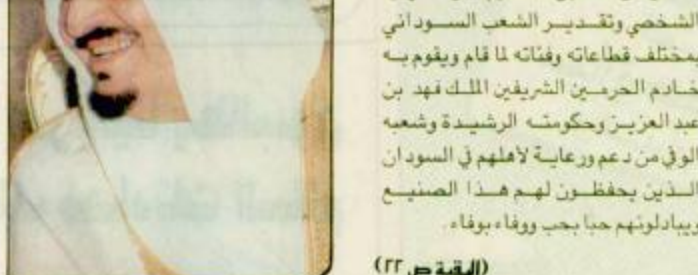 الشخصي وتقدير الشعب السوداني
بمختلف قطاعاته وفئاته لما قام ويقوم به
خادم الحرمين الشريفين الملك فهد بن
عبد العزيز وحكومته الرشيدة وشعبه
الوفي من دعم ورعاية لأهلهم في السودان
الذين يحفظون لهم هذا الصنيع
ويبادلونهم حبا بحب ووفاء بوفاء.
(البقية ص ٢٢)